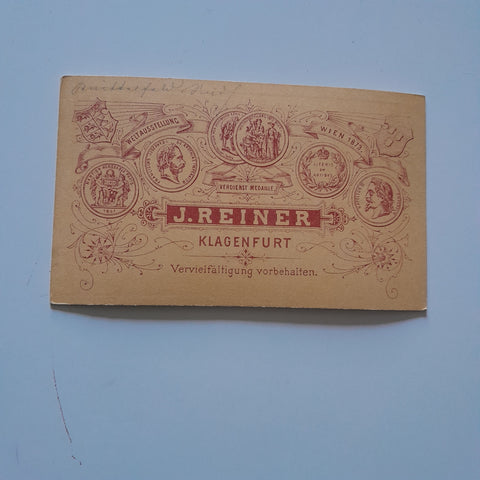 WELTAUSSTELLUNG
WIEN 1873
VERDIENST MEDAILLE
J. REINER
KLAGENFURT
Vervielfältigung vorbehalten.